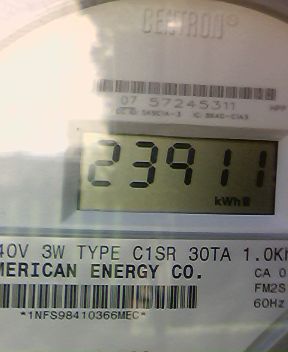 CENTRON®
07 57245311
23911
kWh
40V 3W TYPE C1SR 30TA 1.0Kh
MERICAN ENERGY CO.
CA 0
FM2S
60Hz
*1NFS98410366MEC*